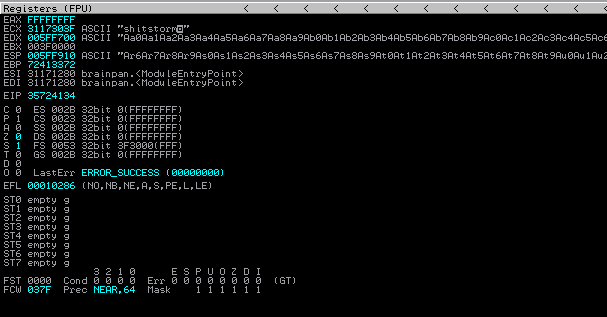 Registers (FPU) < < < < < < < < <
EAX FFFFFFFF
ECX 3117303F ASCII "shitstorm"
EDX 005FF700 ASCII "Aa0Aa1Aa2Aa3Aa4Aa5Aa6Aa7Aa8Aa9Ab0Ab1Ab2Ab3Ab4Ab5Ab6Ab7Ab8Ab9Ac0Ac1Ac2Ac3Ac4Ac5Ac6
EBX 003F0000
ESP 005FF910 ASCII "Ar6Ar7Ar8Ar9As0As1As2As3As4As5As6As7As8As9At0At1At2At3At4At5At6At7At8At9Au0Au1Au2
EBP 72413372
ESI 31171280 brainpan.<ModuleEntryPoint>
EDI 31171280 brainpan.<ModuleEntryPoint>
EIP 35724134
C 0 ES 002B 32bit 0(FFFFFFFF)
P 1 CS 0023 32bit 0(FFFFFFFF)
A 0 SS 002B 32bit 0(FFFFFFFF)
Z 0 DS 002B 32bit 0(FFFFFFFF)
S 1 FS 0053 32bit 3F3000(FFF)
T 0 GS 002B 32bit 0(FFFFFFFF)
D 0
O 0 LastErr ERROR_SUCCESS (00000000)
EFL 00010286 (NO,NB,NE,A,S,PE,L,LE)
ST0 empty g
ST1 empty g
ST2 empty g
ST3 empty g
ST4 empty g
ST5 empty g
ST6 empty g
ST7 empty g
3 2 1 0 E S P U O Z D I
FST 0000 Cond 0 0 0 0 Err 0 0 0 0 0 0 0 0 (GT)
FCW 037F Prec NEAR,64 Mask 1 1 1 1 1 1